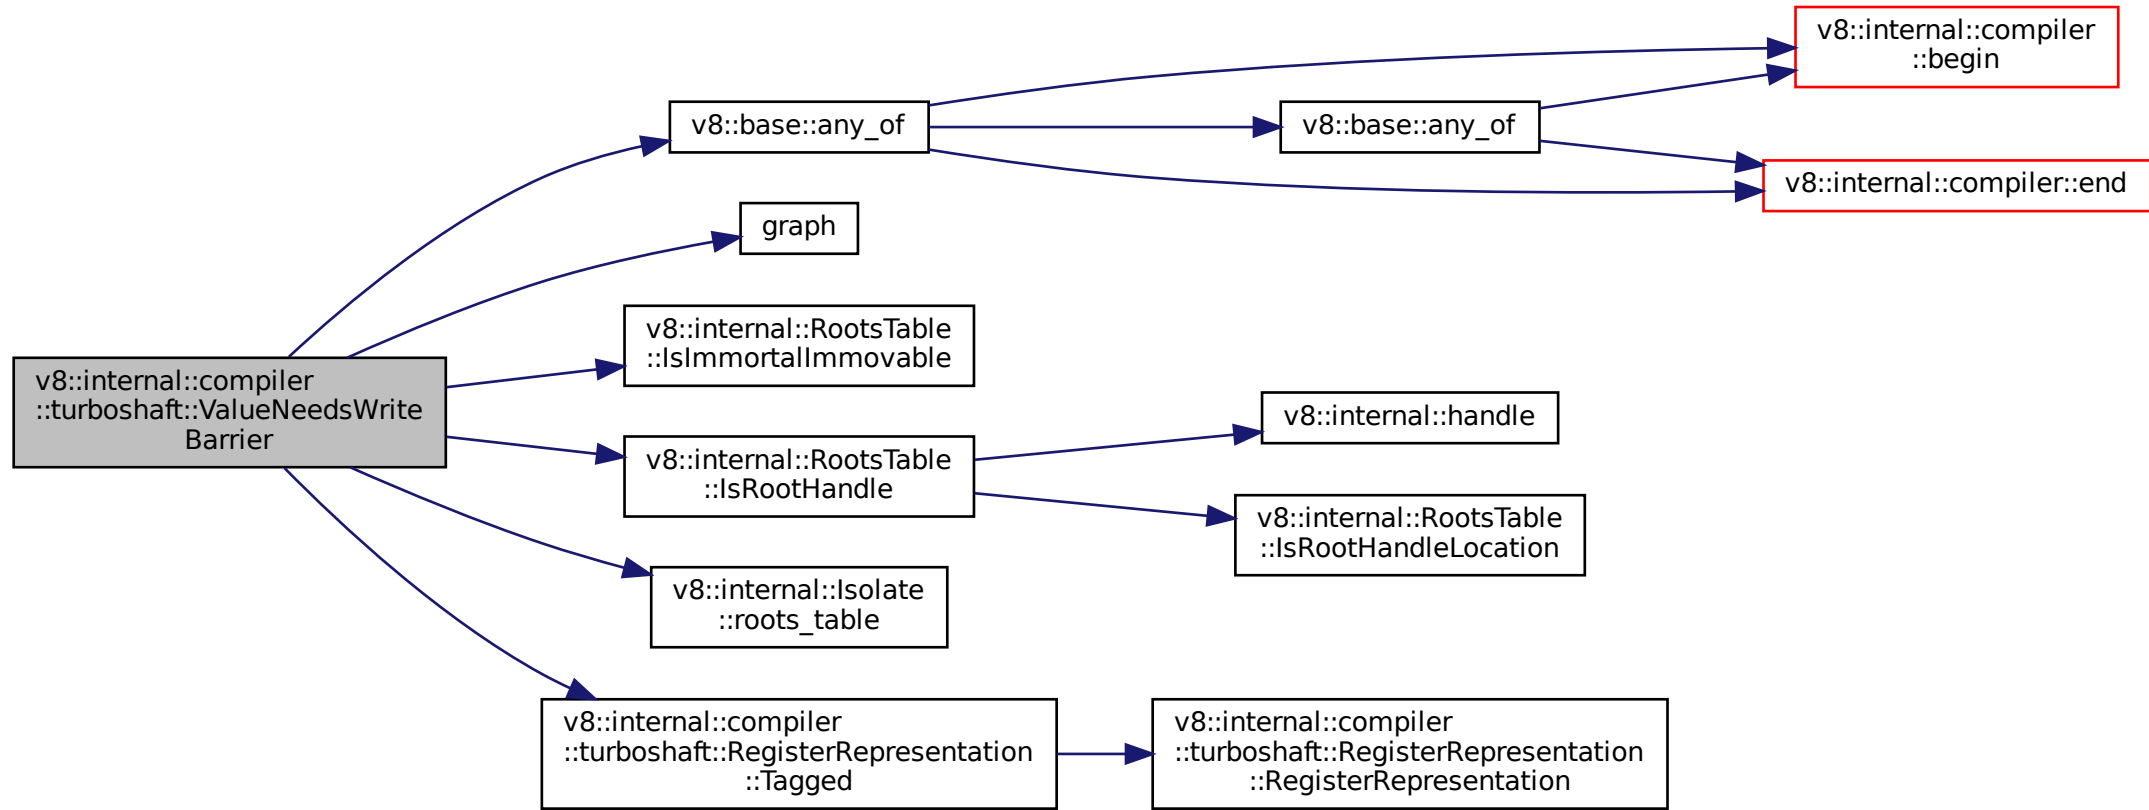 v8::internal::compiler
::begin
v8::base::any_of
v8::base::any_of
v8::internal::compiler::end
graph
v8::internal::RootsTable
::IsImmortalImmovable
v8::internal::compiler
::turboshaft::ValueNeedsWrite
Barrier
v8::internal::handle
v8::internal::RootsTable
::IsRootHandle
v8::internal::RootsTable
::IsRootHandleLocation
v8::internal::Isolate
::roots_table
v8::internal::compiler
::turboshaft::RegisterRepresentation
::Tagged
v8::internal::compiler
::turboshaft::RegisterRepresentation
::RegisterRepresentation